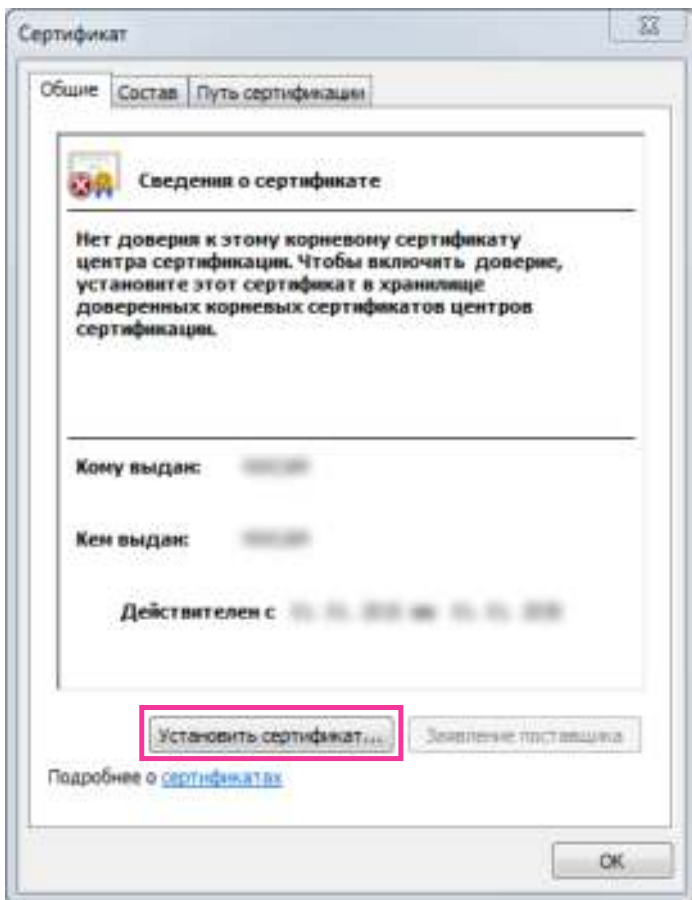 Сертификат
Общие Состав Путь сертификации
Сведения о сертификате
Нет доверия к этому корневому сертификату
центра сертификации. Чтобы включить доверие,
установите этот сертификат в хранилище
доверенных корневых сертификатов центров
сертификации.
Кому выдан:
Кем выдан:
Действителен с
Установить сертификат... Заявление поставщика
Подробнее о сертификатах
ОК